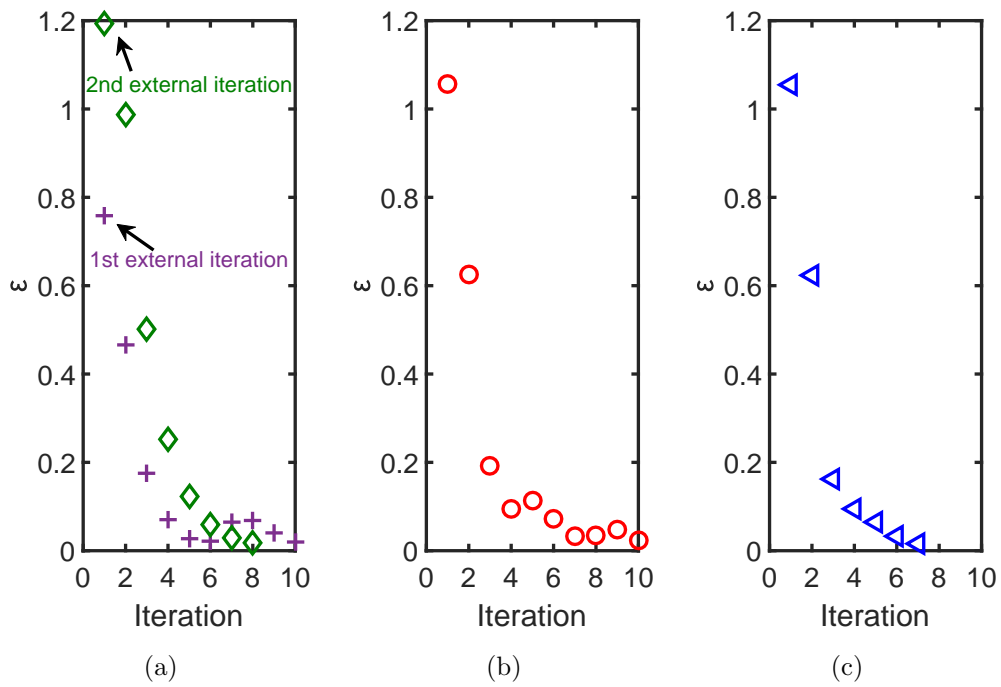 1.2
1
0.8
0.6
0.4
0.2
0
ε
2nd external iteration
1st external iteration
0 2 4 6 8 10
Iteration
(a)
1.2
1
0.8
0.6
0.4
0.2
0
ε
0 2 4 6 8 10
Iteration
(b)
1.2
1
0.8
0.6
0.4
0.2
0
ε
0 2 4 6 8 10
Iteration
(c)